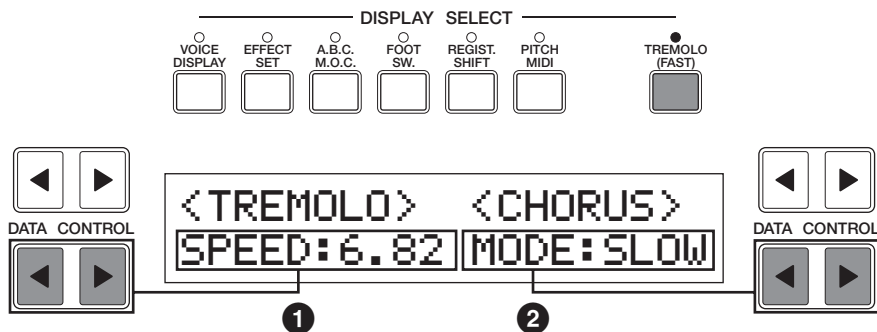 DISPLAY SELECT
VOICE DISPLAY
EFFECT SET
A.B.C. M.O.C.
FOOT SW.
REGIST. SHIFT
PITCH MIDI
TREMOLO (FAST)
<TREMOLO> <CHORUS>
DATA CONTROL
SPEED:6.82 MODE:SLOW
DATA CONTROL
1 2